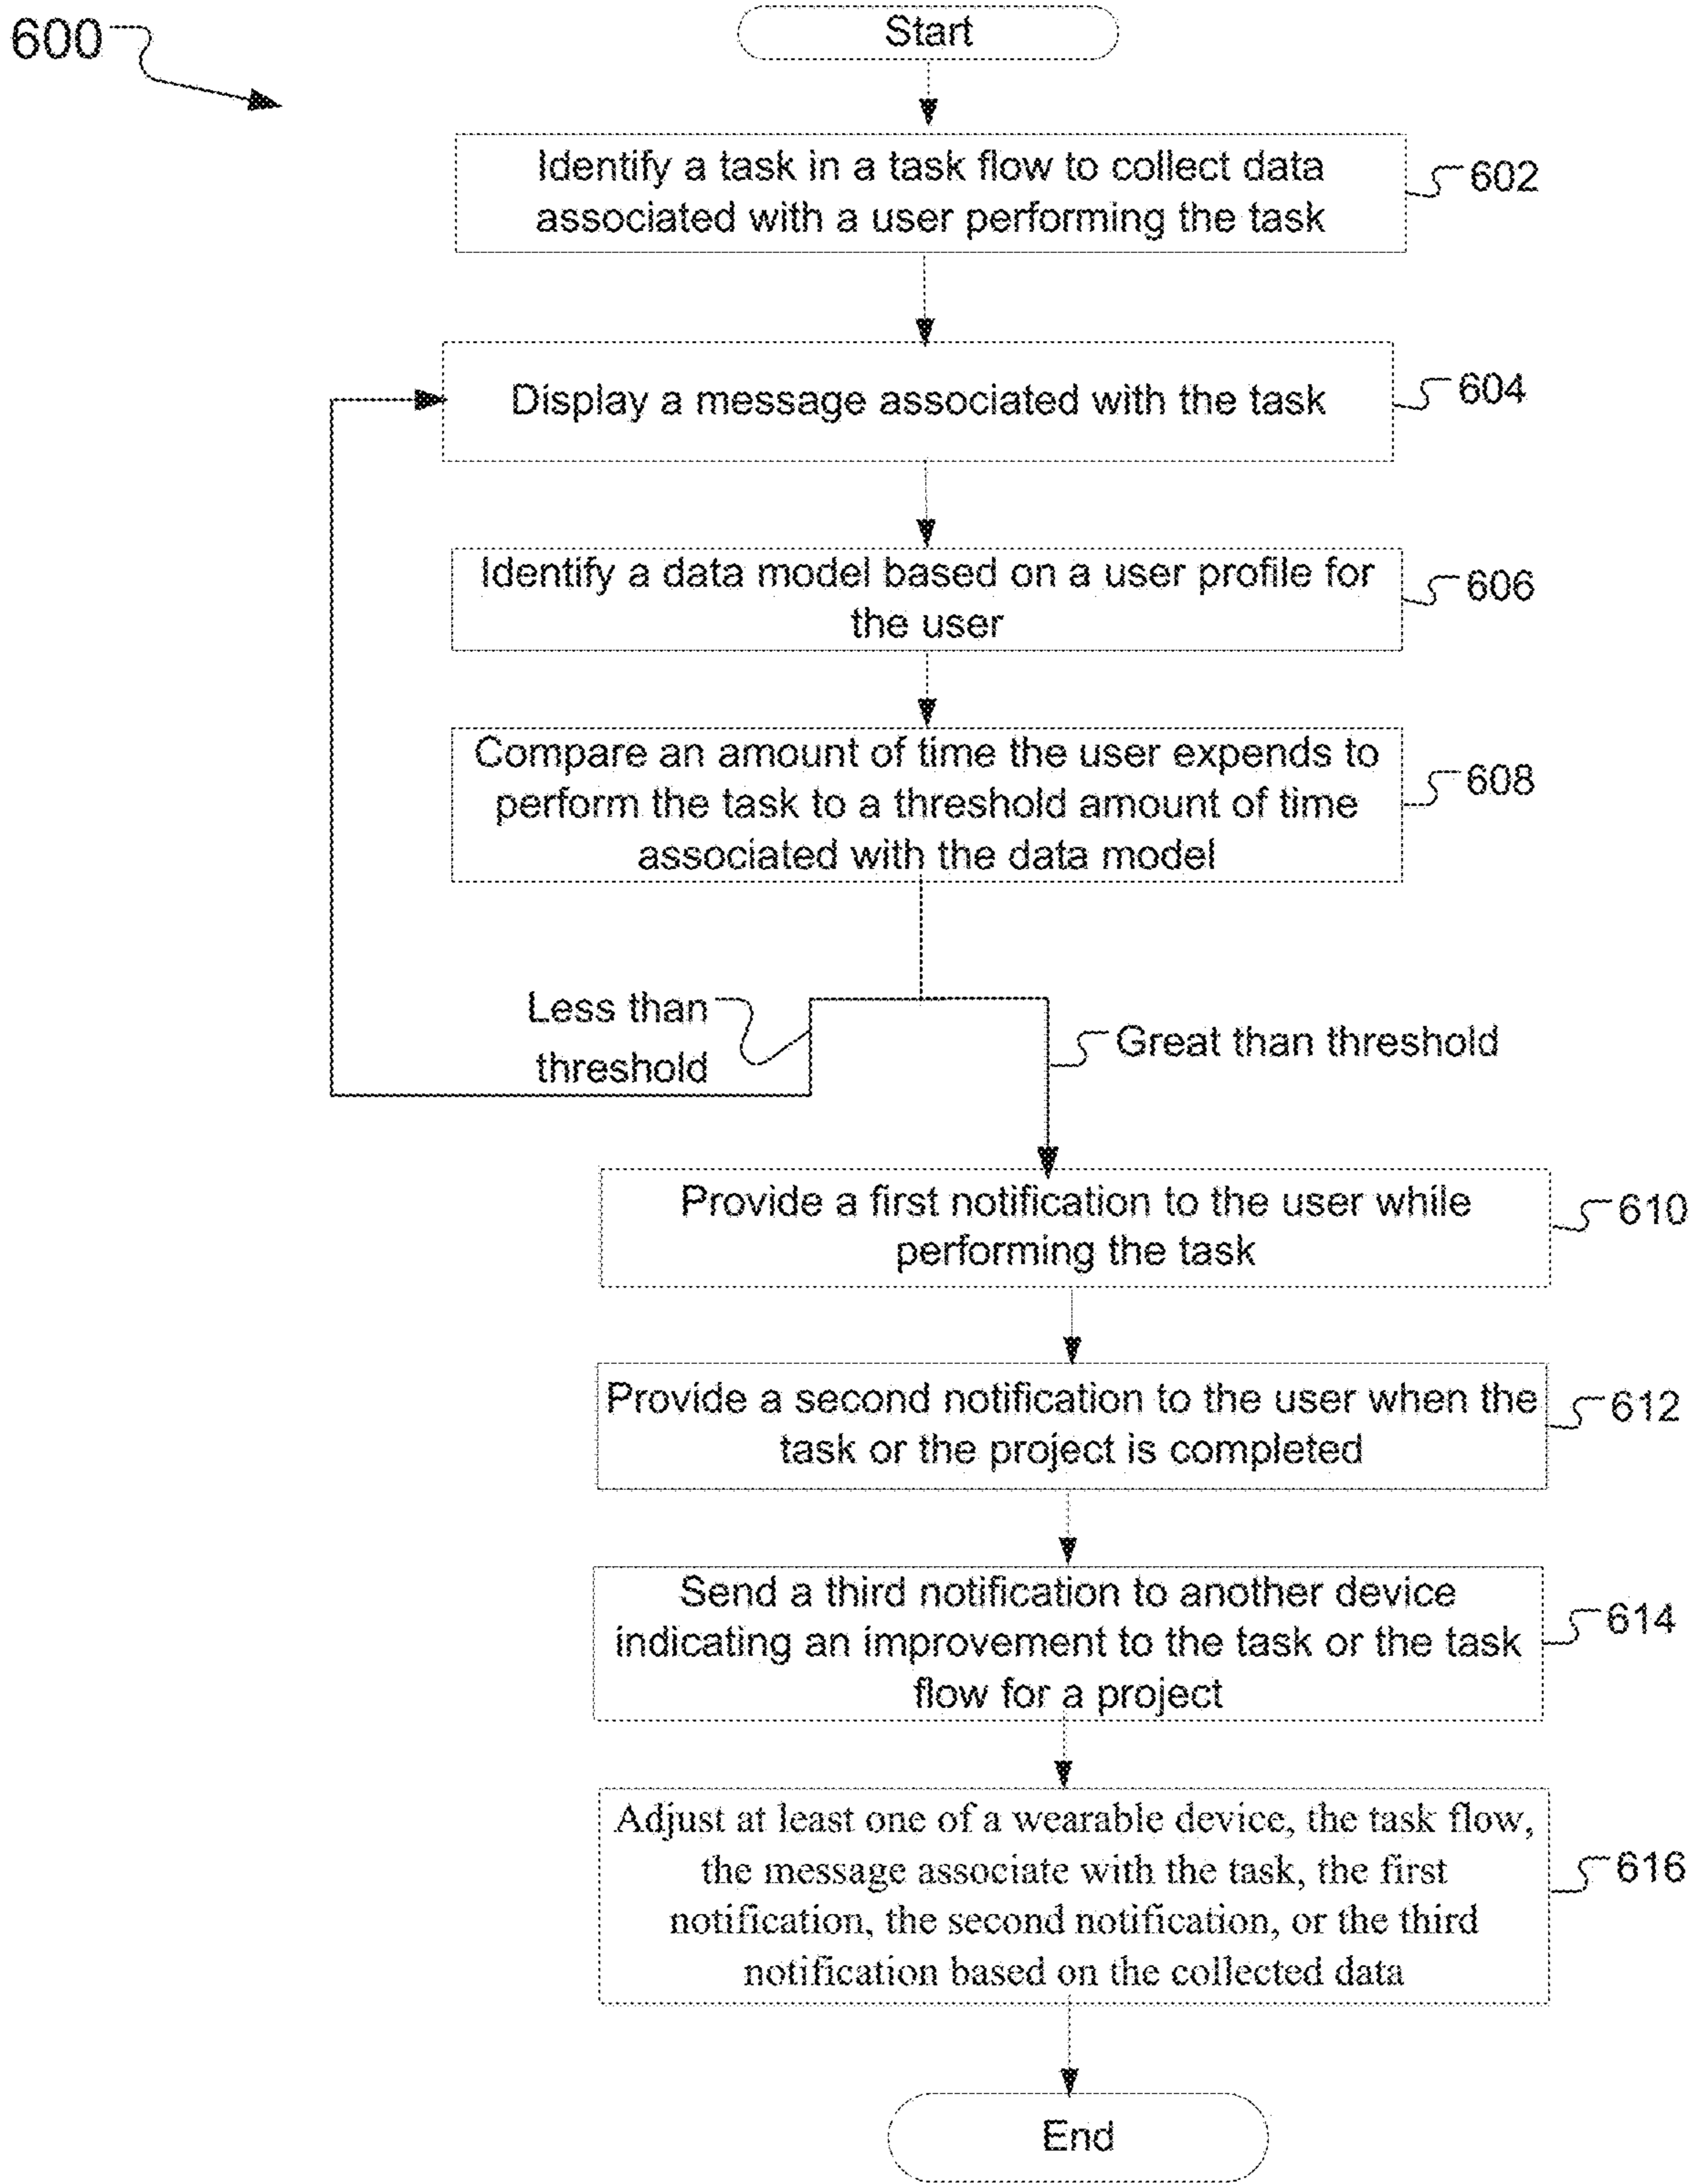 600
Start
Identify a task in a task flow to collect data
associated with a user performing the task
602
Display a message associated with the task
604
Identify a data model based on a user profile for
the user
606
Compare an amount of time the user expends to
perform the task to a threshold amount of time
associated with the data model
608
Less than
threshold
Great than threshold
Provide a first notification to the user while
performing the task
610
Provide a second notification to the user when the
task or the project is completed
612
Send a third notification to another device
indicating an improvement to the task or the task
flow for a project
614
Adjust at least one of a wearable device, the task flow,
the message associate with the task, the first
notification, the second notification, or the third
notification based on the collected data
616
End